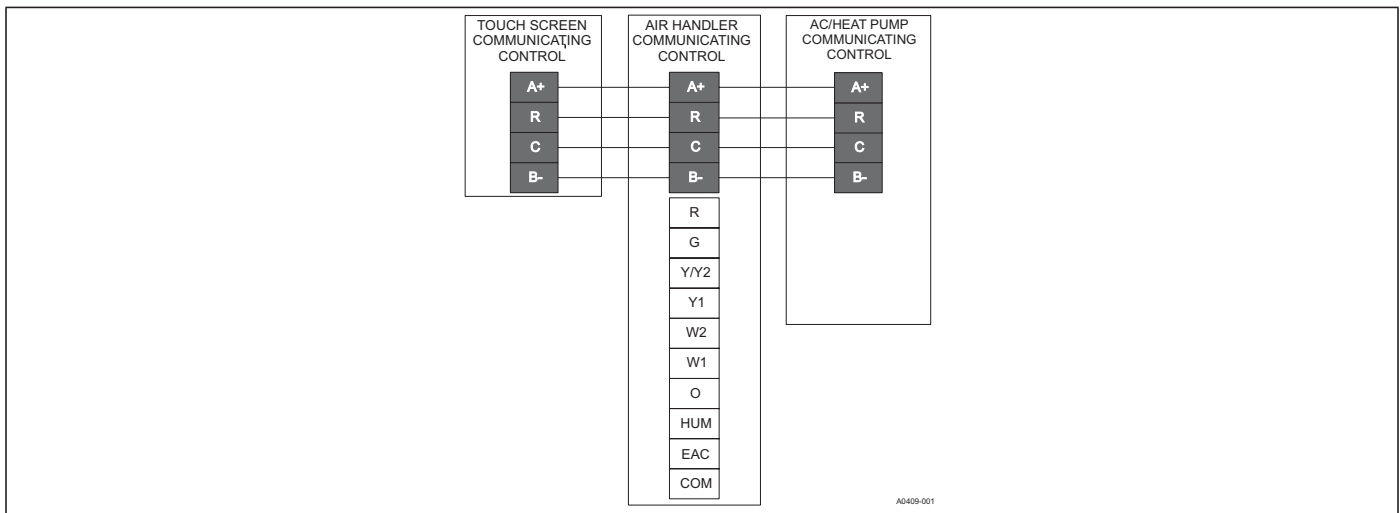 TOUCH SCREEN
COMMUNICATING
CONTROL
A+
R
C
B-
AIR HANDLER
COMMUNICATING
CONTROL
A+
R
C
B-
R
G
Y/Y2
Y1
W2
W1
O
HUM
EAC
COM
AC/HEAT PUMP
COMMUNICATING
CONTROL
A+
R
C
B-
A0409-001